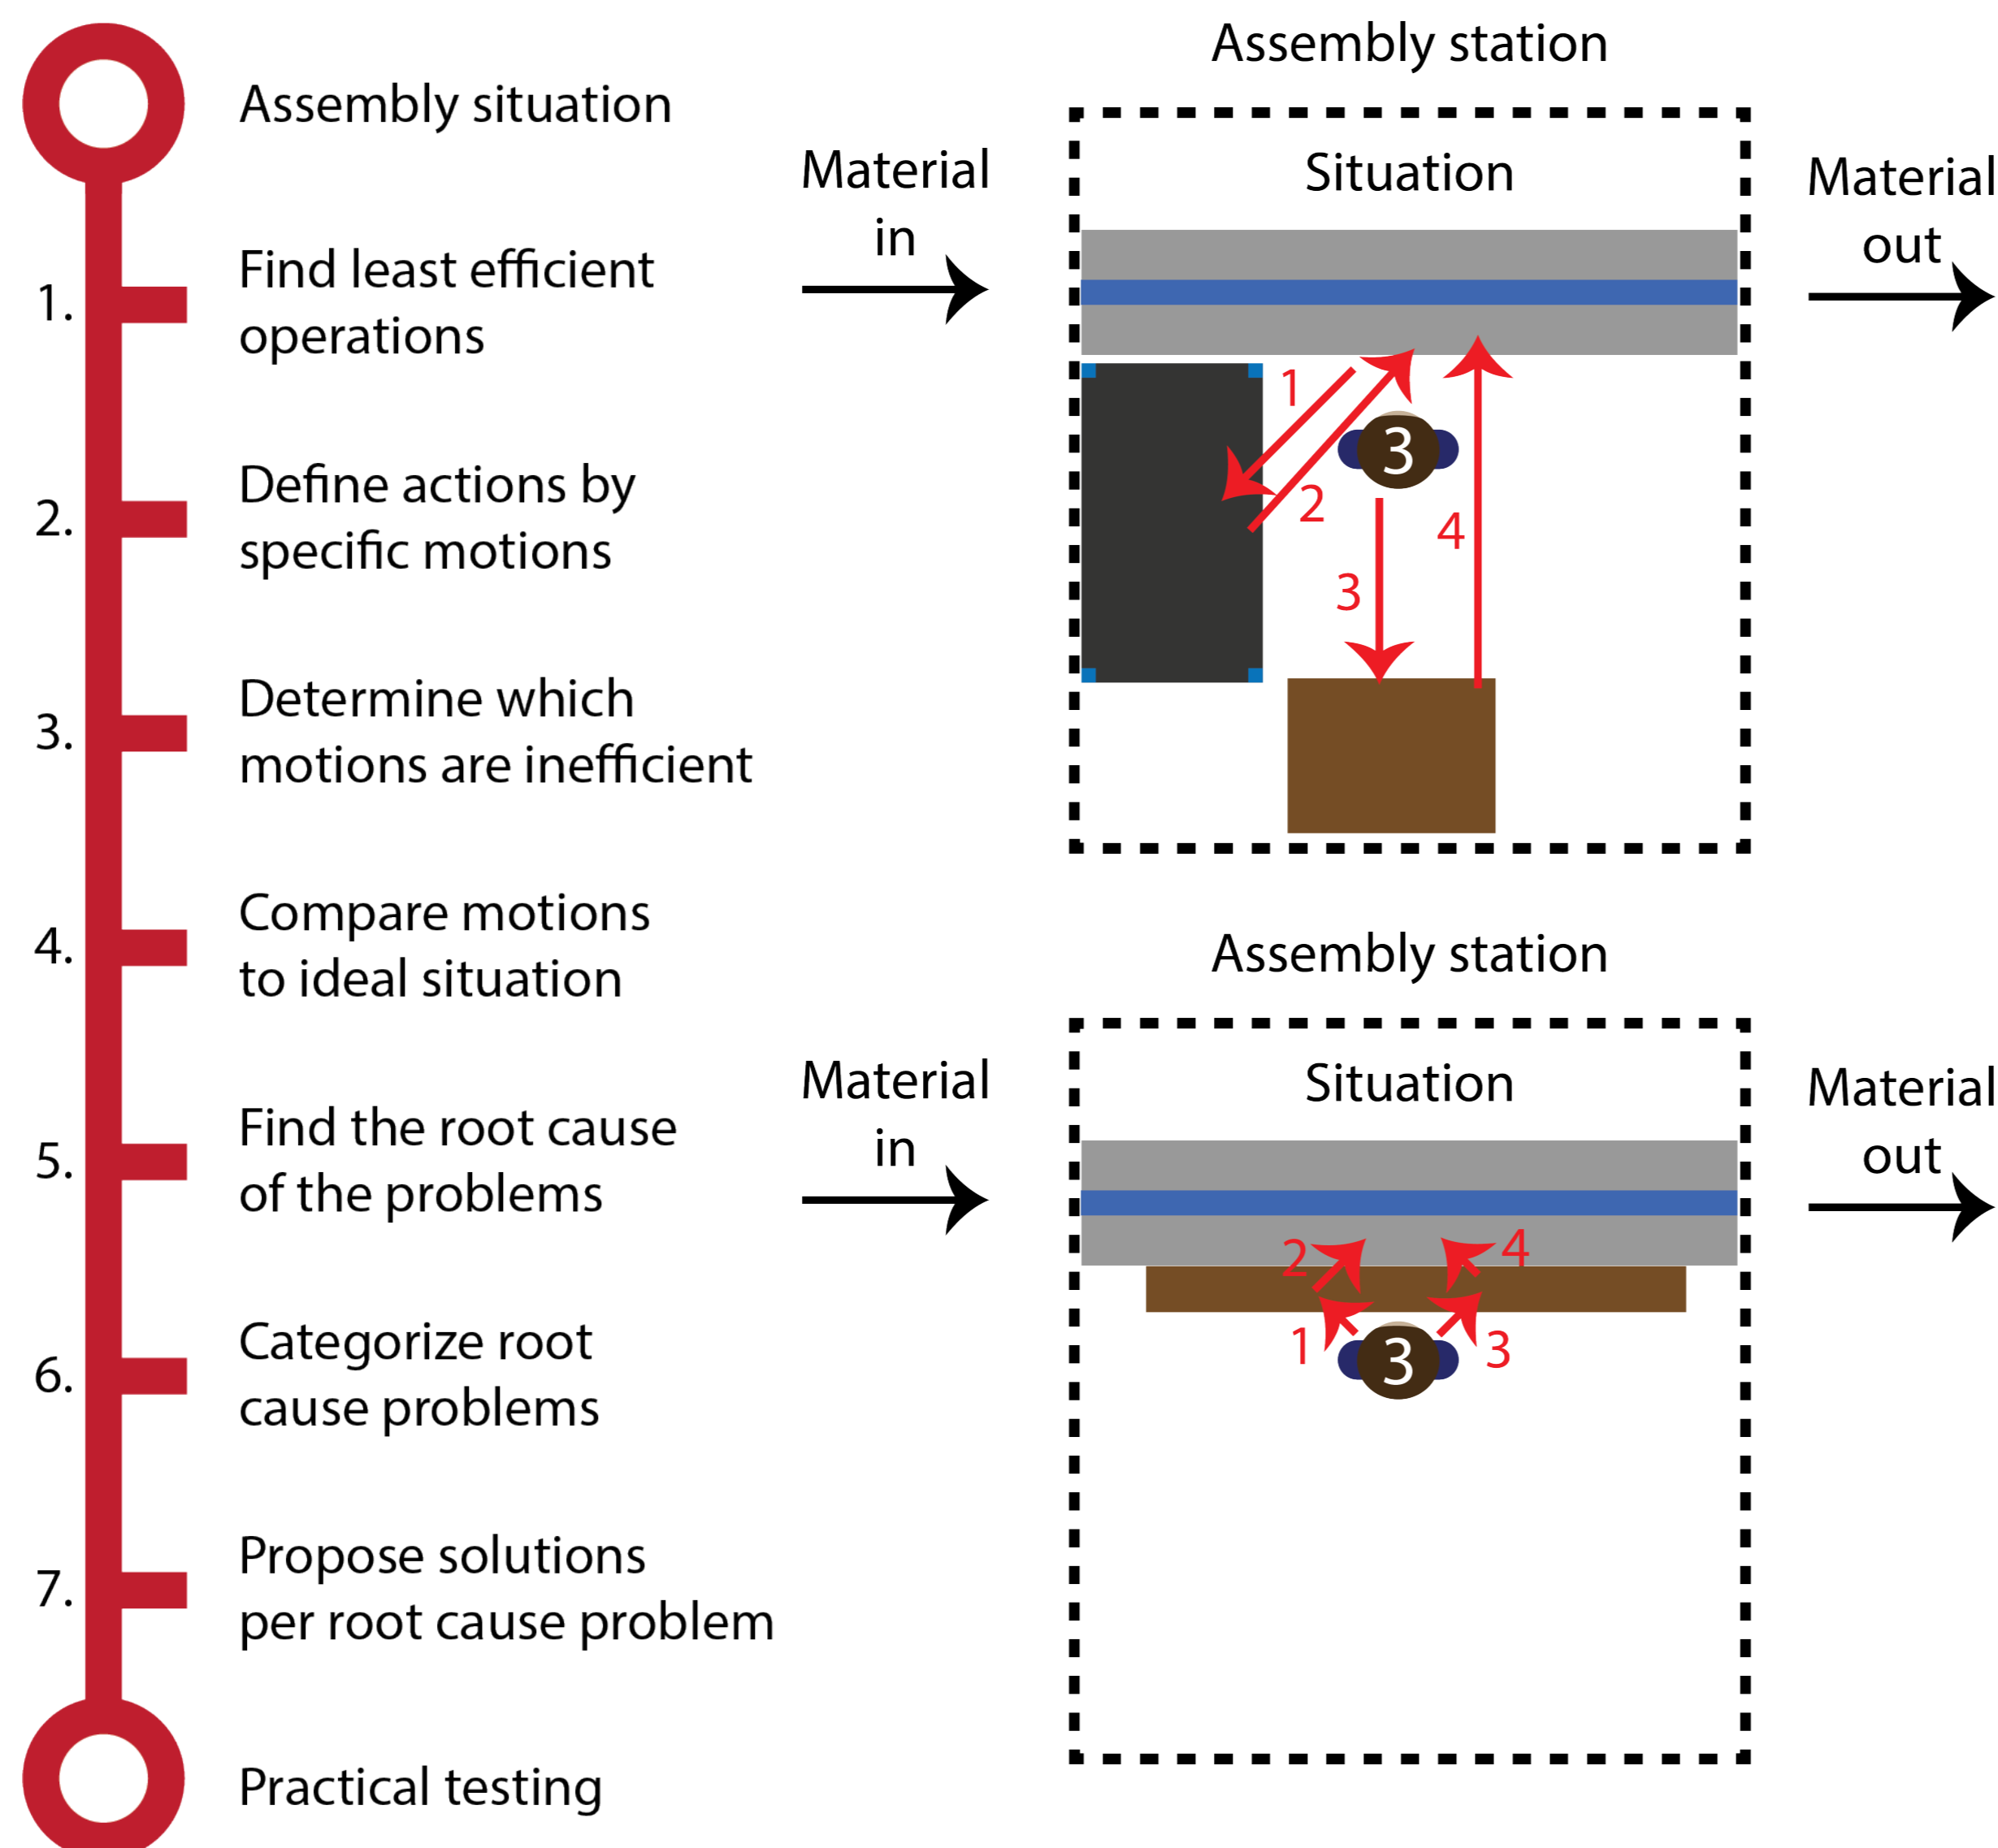 Assembly situation
1. Find least efficient
operations
2. Define actions by
specific motions
3. Determine which
motions are inefficient
4. Compare motions
to ideal situation
5. Find the root cause
of the problems
6. Categorize root
cause problems
7. Propose solutions
per root cause problem
Practical testing
Assembly station
Material
in
Situation
Material
out
1
3
2
4
3
Assembly station
Material
in
Situation
Material
out
2
4
1
3
3